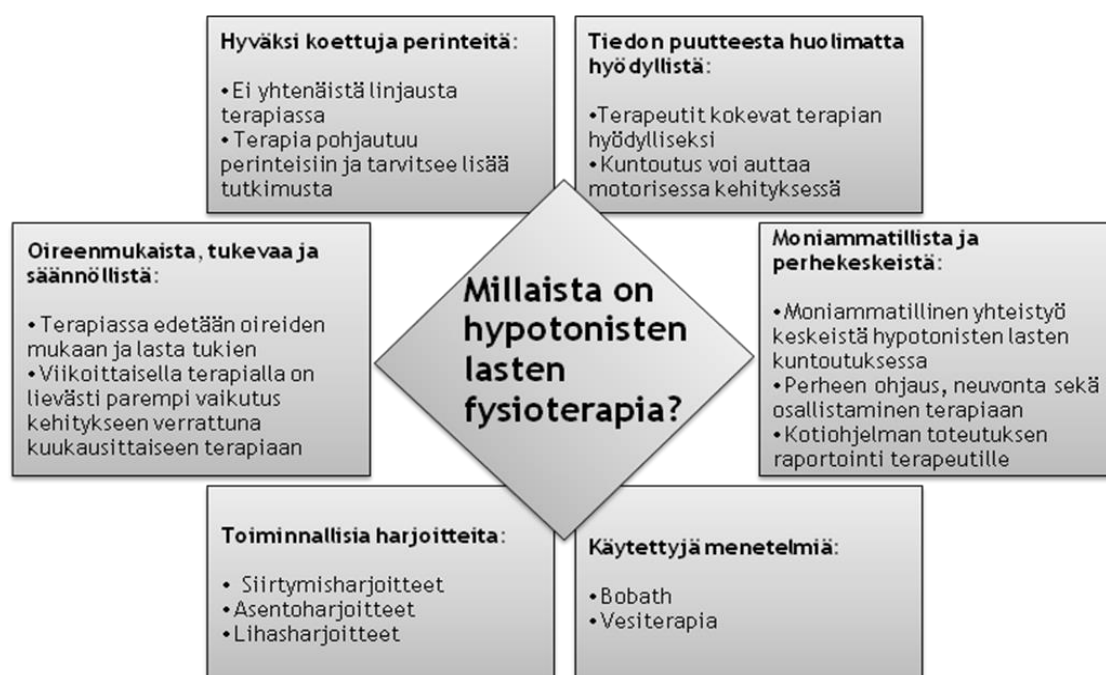 Hyväksi koettuja perinteitä:
•Ei yhtenäistä linjausta
terapiassa
•Terapia pohjautuu
perinteisiin ja tarvitsee lisää
tutkimusta
Tiedon puutteesta huolimatta
hyödyllistä:
•Terapeutit kokevat terapian
hyödylliseksi
•Kuntoutus voi auttaa
motorisessa kehityksessä
Oireenmukaista, tukevaa ja
säännöllistä:
•Terapiassa edetään oireiden
mukaan ja lasta tukien
•Viikoittaisella terapialla on
lievästi parempi vaikutus
kehitykseen verrattuna
kuukausittaiseen terapiaan
Millaista on
hypotonisten
lasten
fysioterapia?
Moniammatillista ja
perhekeskeistä:
•Moniammatillinen yhteistyö
keskeistä hypotonisten lasten
kuntoutuksessa
•Perheen ohjaus, neuvonta sekä
osallistaminen terapiaan
•Kotiohjelman toteutuksen
raportointi terapeutille
Toiminnallisia harjoitteita:
• Siirtymisharjoitteet
•Asentoharjoitteet
•Lihasharjoitteet
Käytettyjä menetelmiä:
•Bobath
•Vesiterapia